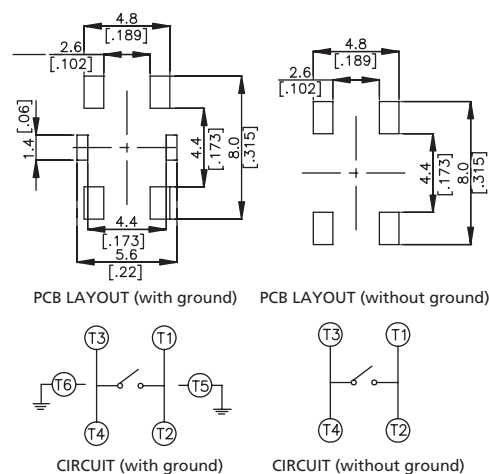 4.8
[.189]
2.6
[.102]
1.4 [.06]
4.4
[.173]
8.0
[.315]
4.4
[.173]
5.6
[.22]
PCB LAYOUT (with ground)
4.8
[.189]
2.6
[.102]
4.4
[.173]
8.0
[.315]
PCB LAYOUT (without ground)
T3 T1
T6 T5
T4 T2
CIRCUIT (with ground)
T3 T1
T4 T2
CIRCUIT (without ground)